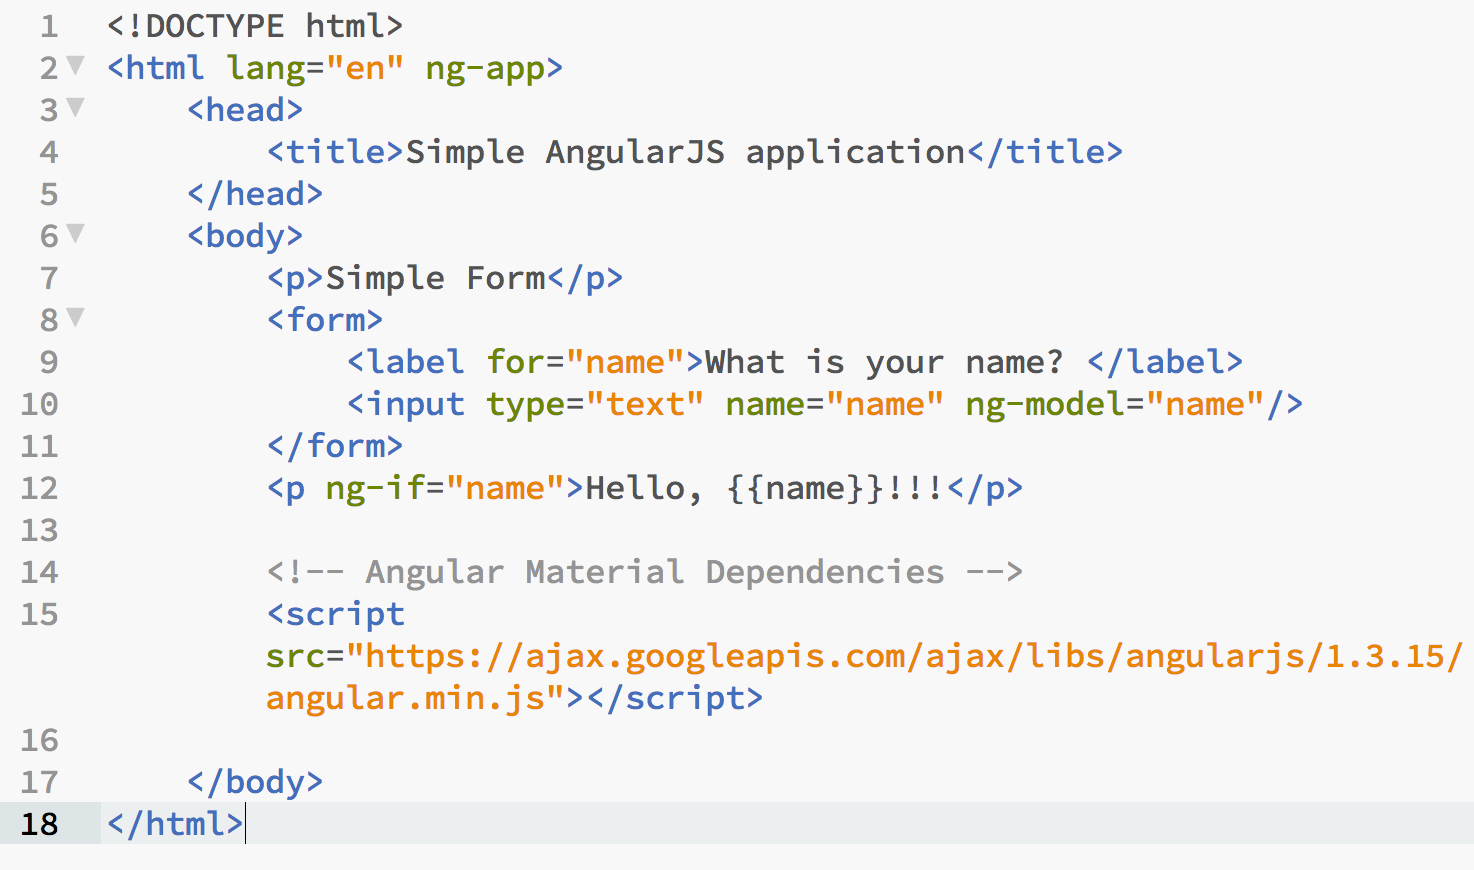 1 <!DOCTYPE html>
2 <html lang="en" ng-app>
3 <head>
4 <title>Simple AngularJS application</title>
5 </head>
6 <body>
7 <p>Simple Form</p>
8 <form>
9 <label for="name">What is your name? </label>
10 <input type="text" name="name" ng-model="name"/>
11 </form>
12 <p ng-if="name">Hello, {{name}}!!!</p>
13
14 <!-- Angular Material Dependencies -->
15 <script
src="https://ajax.googleapis.com/ajax/libs/angularjs/1.3.15/
angular.min.js"></script>
16
17 </body>
18 </html>